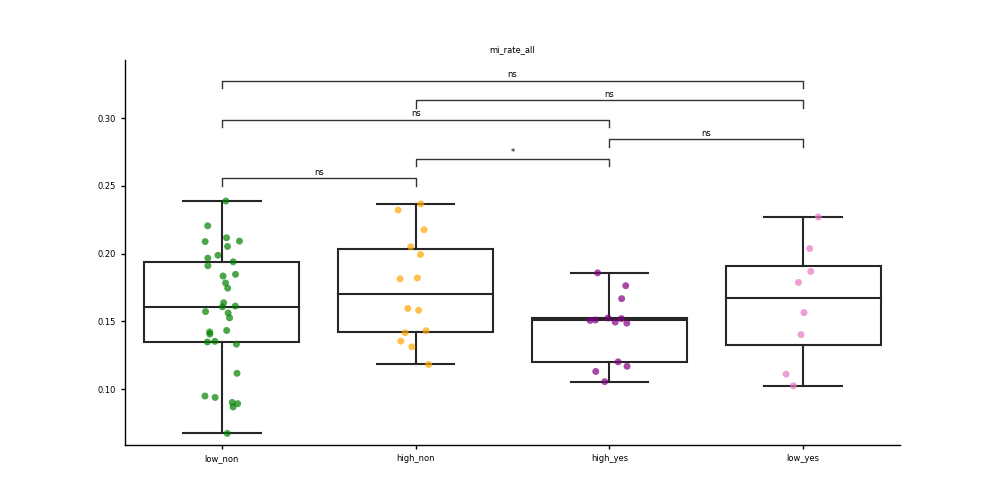 mi_rate_all
ns
ns
ns
ns
*
ns
0.30
0.25
0.20
0.15
0.10
low_non
high_non
high_yes
low_yes